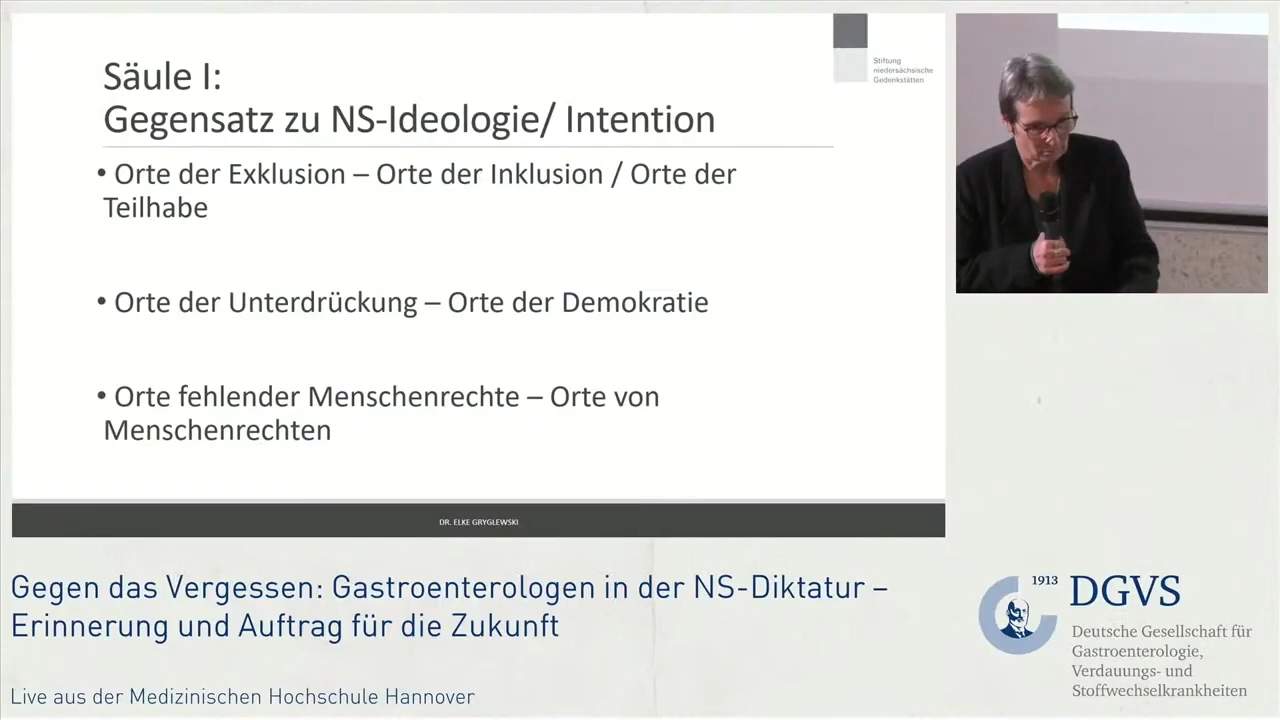 Säule I:
Gegensatz zu NS-Ideologie/ Intention
• Orte der Exklusion – Orte der Inklusion / Orte der
Teilhabe
• Orte der Unterdrückung – Orte der Demokratie
• Orte fehlender Menschenrechte – Orte von
Menschenrechten
Stiftung
niedersächsische
Gedenkstätten
DR. ELKE GRYGLEWSKI
Gegen das Vergessen: Gastroenterologen in der NS-Diktatur –
Erinnerung und Auftrag für die Zukunft
Live aus der Medizinischen Hochschule Hannover
1913 DGVS
Deutsche Gesellschaft für
Gastroenterologie,
Verdauungs- und
Stoffwechselkrankheiten